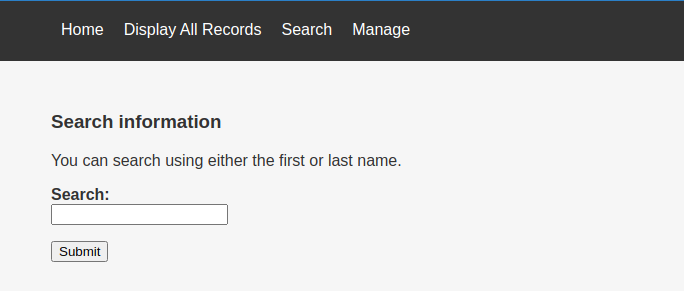 Home Display All Records Search Manage
Search information
You can search using either the first or last name.
Search:
Submit